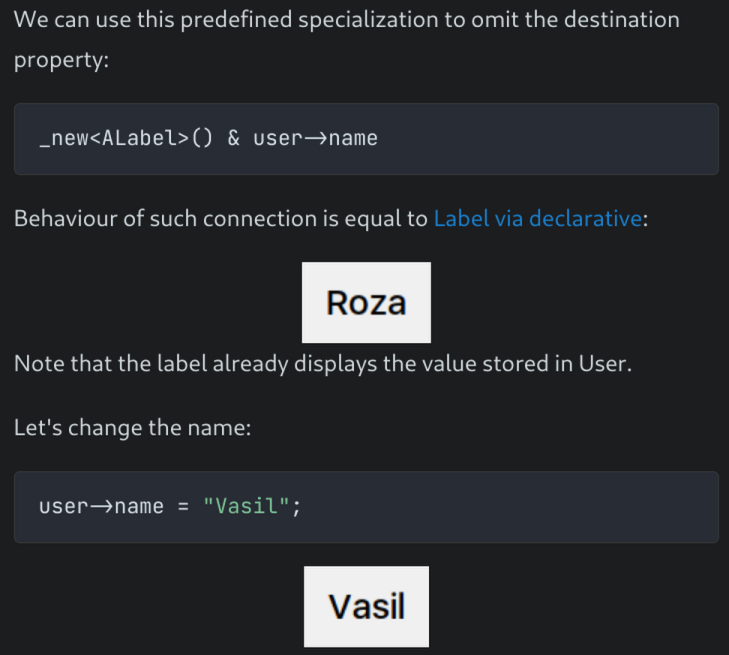 We can use this predefined specialization to omit the destination
property:
_new<ALabel>() & user->name
Behaviour of such connection is equal to Label via declarative:
Roza
Note that the label already displays the value stored in User.
Let's change the name:
user->name = "Vasil";
Vasil